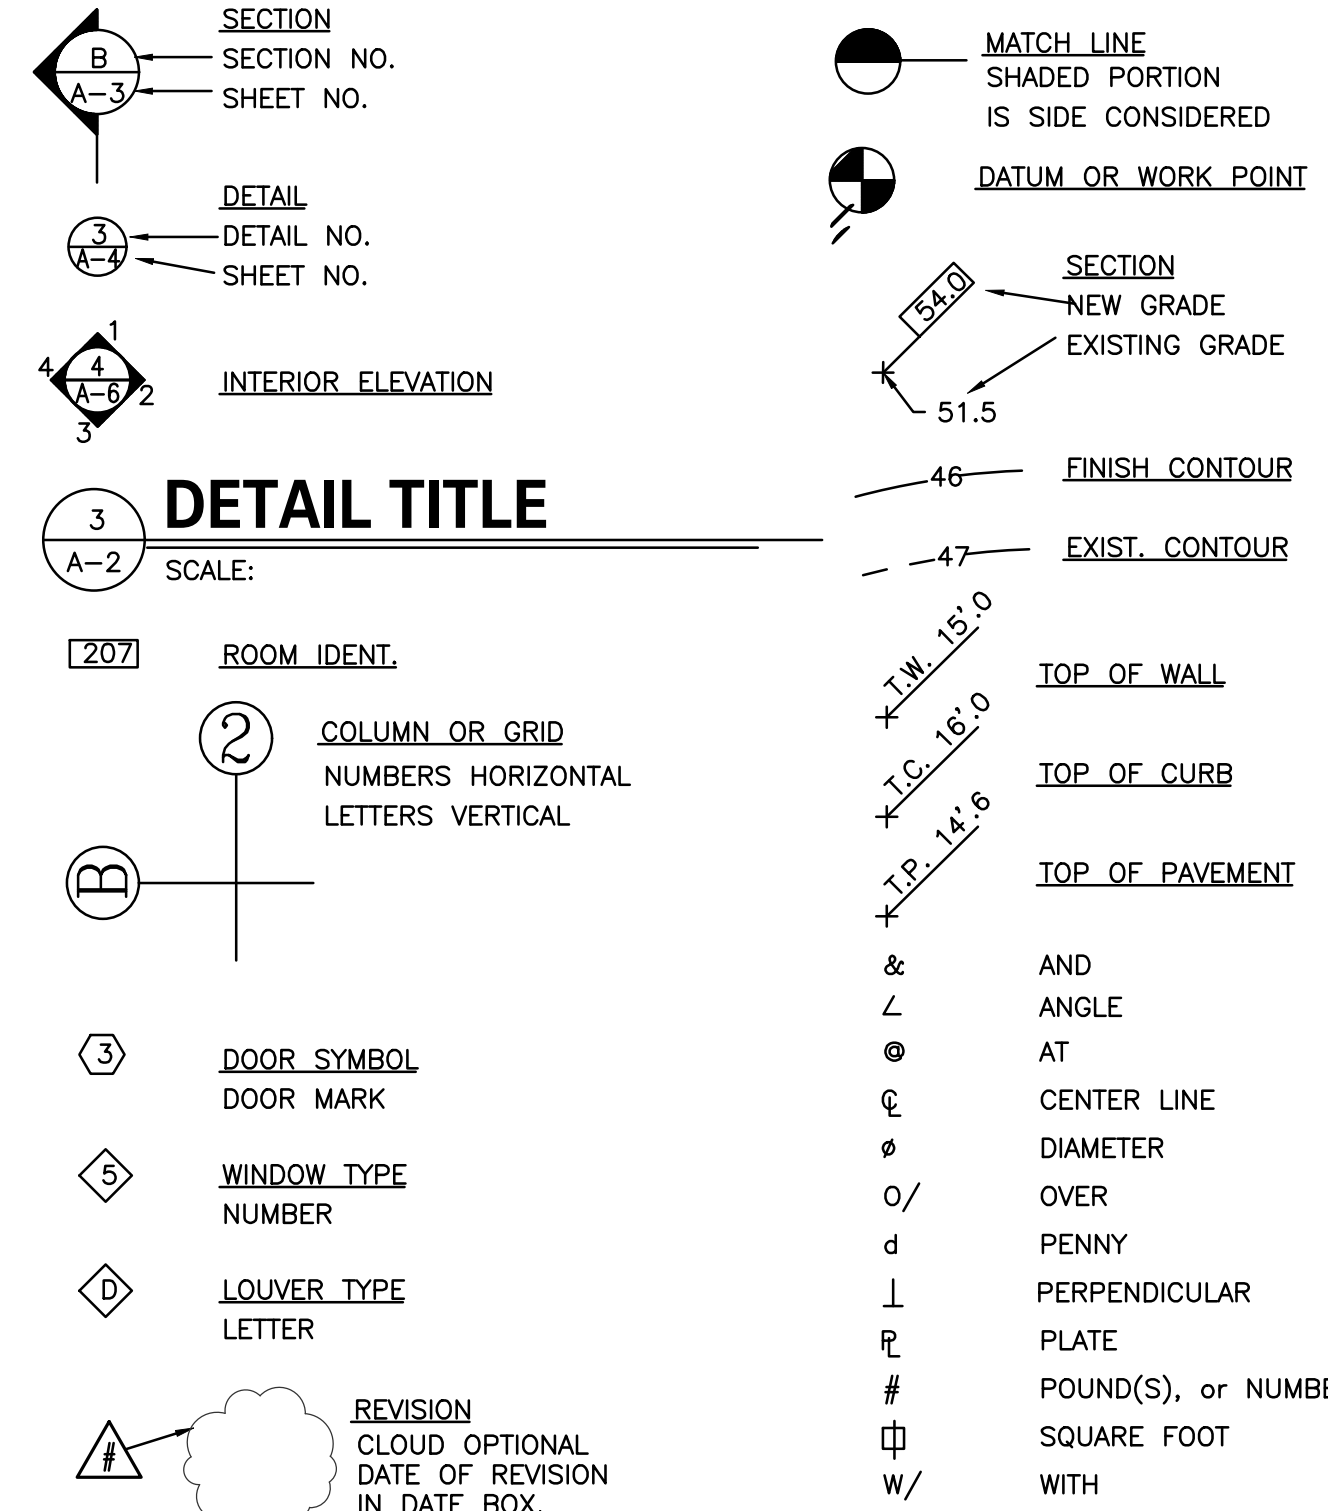 B
A-3
SECTION
SECTION NO.
SHEET NO.
3
A-4
DETAIL
DETAIL NO.
SHEET NO.
1
4
4
A-6
2
3
INTERIOR ELEVATION
3
A-2
DETAIL TITLE
SCALE:
207
ROOM IDENT.
2
COLUMN OR GRID
NUMBERS HORIZONTAL
LETTERS VERTICAL
B
3
DOOR SYMBOL
DOOR MARK
5
WINDOW TYPE
NUMBER
D
LOUVER TYPE
LETTER
#
REVISION
CLOUD OPTIONAL
DATE OF REVISION
IN DATE BOX.
MATCH LINE
SHADED PORTION
IS SIDE CONSIDERED
DATUM OR WORK POINT
54.0
SECTION
NEW GRADE
EXISTING GRADE
51.5
46
FINISH CONTOUR
47
EXIST. CONTOUR
T.W. 15'.0
TOP OF WALL
T.C. 16'.0
TOP OF CURB
T.P. 14'.6
TOP OF PAVEMENT
& AND
∠ ANGLE
@ AT
℄ CENTER LINE
ø DIAMETER
O/ OVER
d PENNY
⊥ PERPENDICULAR
PL PLATE
# POUND(S), or
SQUARE FOOT
W/ WITH